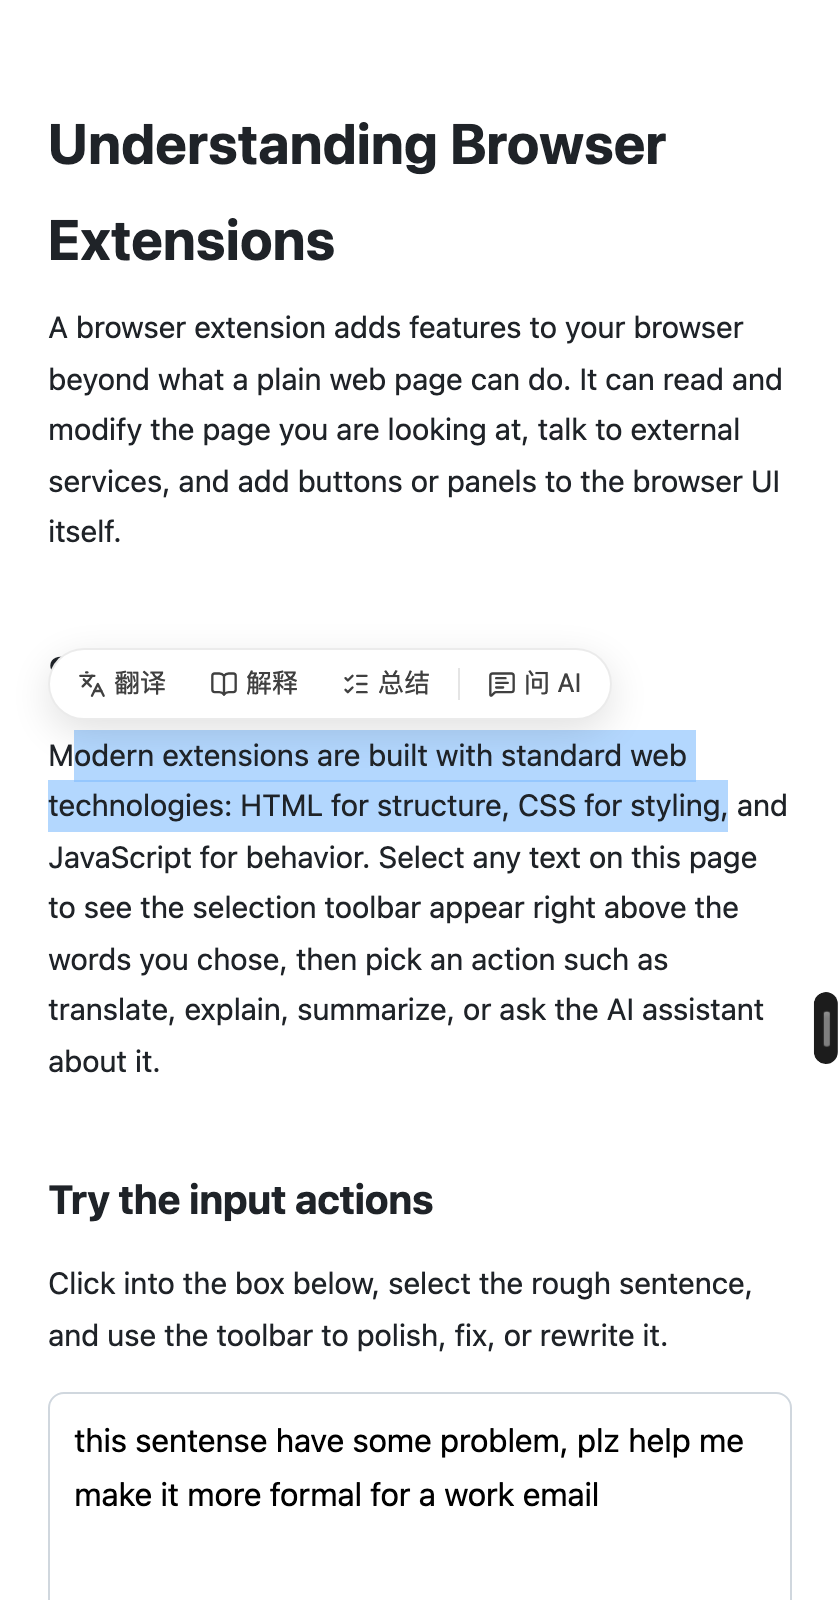 Understanding Browser
Extensions
A browser extension adds features to your browser
beyond what a plain web page can do. It can read and
modify the page you are looking at, talk to external
services, and add buttons or panels to the browser UI
itself.
翻译 解释 总结 问 AI
Modern extensions are built with standard web
technologies: HTML for structure, CSS for styling, and
JavaScript for behavior. Select any text on this page
to see the selection toolbar appear right above the
words you chose, then pick an action such as
translate, explain, summarize, or ask the AI assistant
about it.
Try the input actions
Click into the box below, select the rough sentence,
and use the toolbar to polish, fix, or rewrite it.
this sentense have some problem, plz help me
make it more formal for a work email